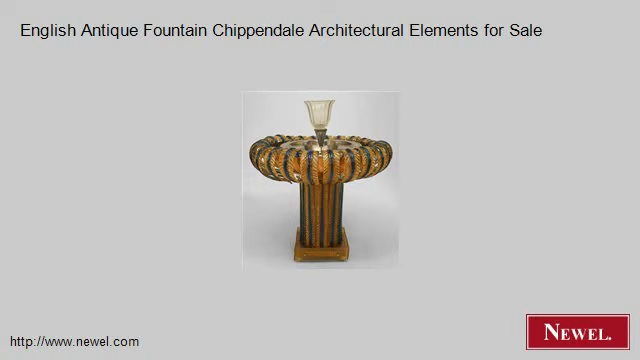 English Antique Fountain Chippendale Architectural Elements for Sale
NEWEL.
http://www.newel.com